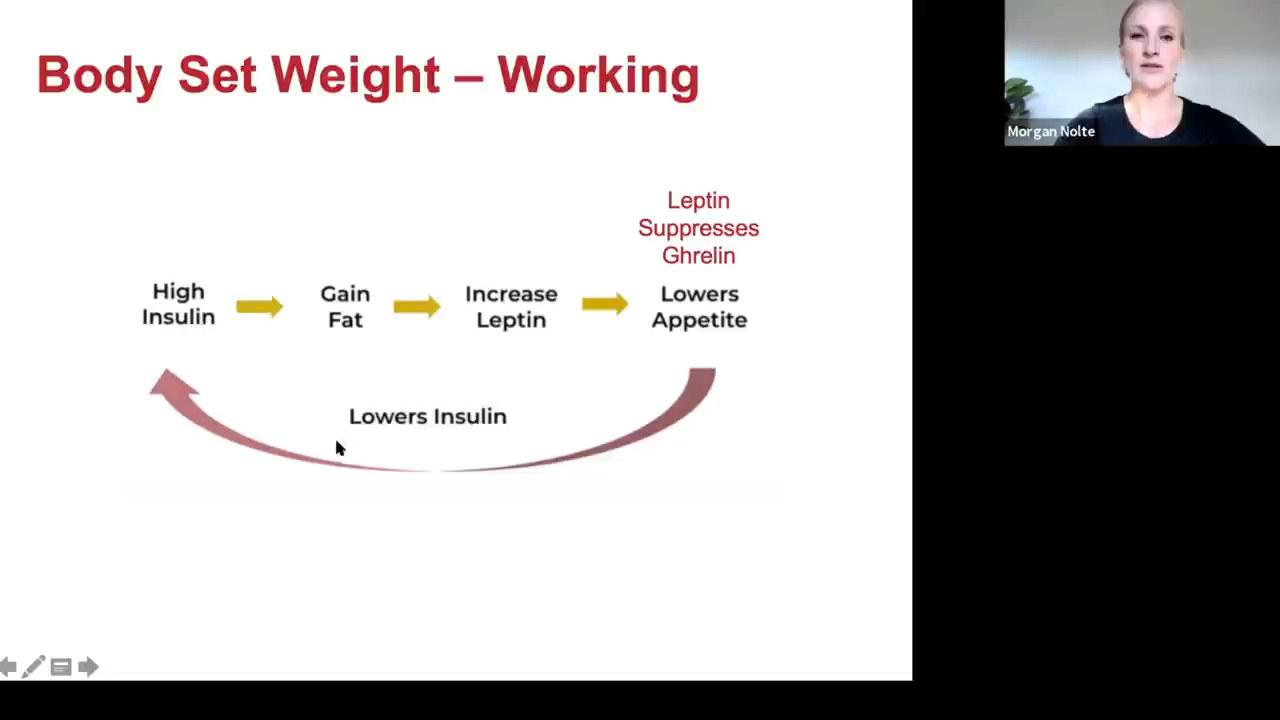 Body Set Weight – Working
Morgan Nolte
Leptin
Suppresses
Ghrelin
High
Insulin
Gain
Fat
Increase
Leptin
Lowers
Appetite
Lowers Insulin